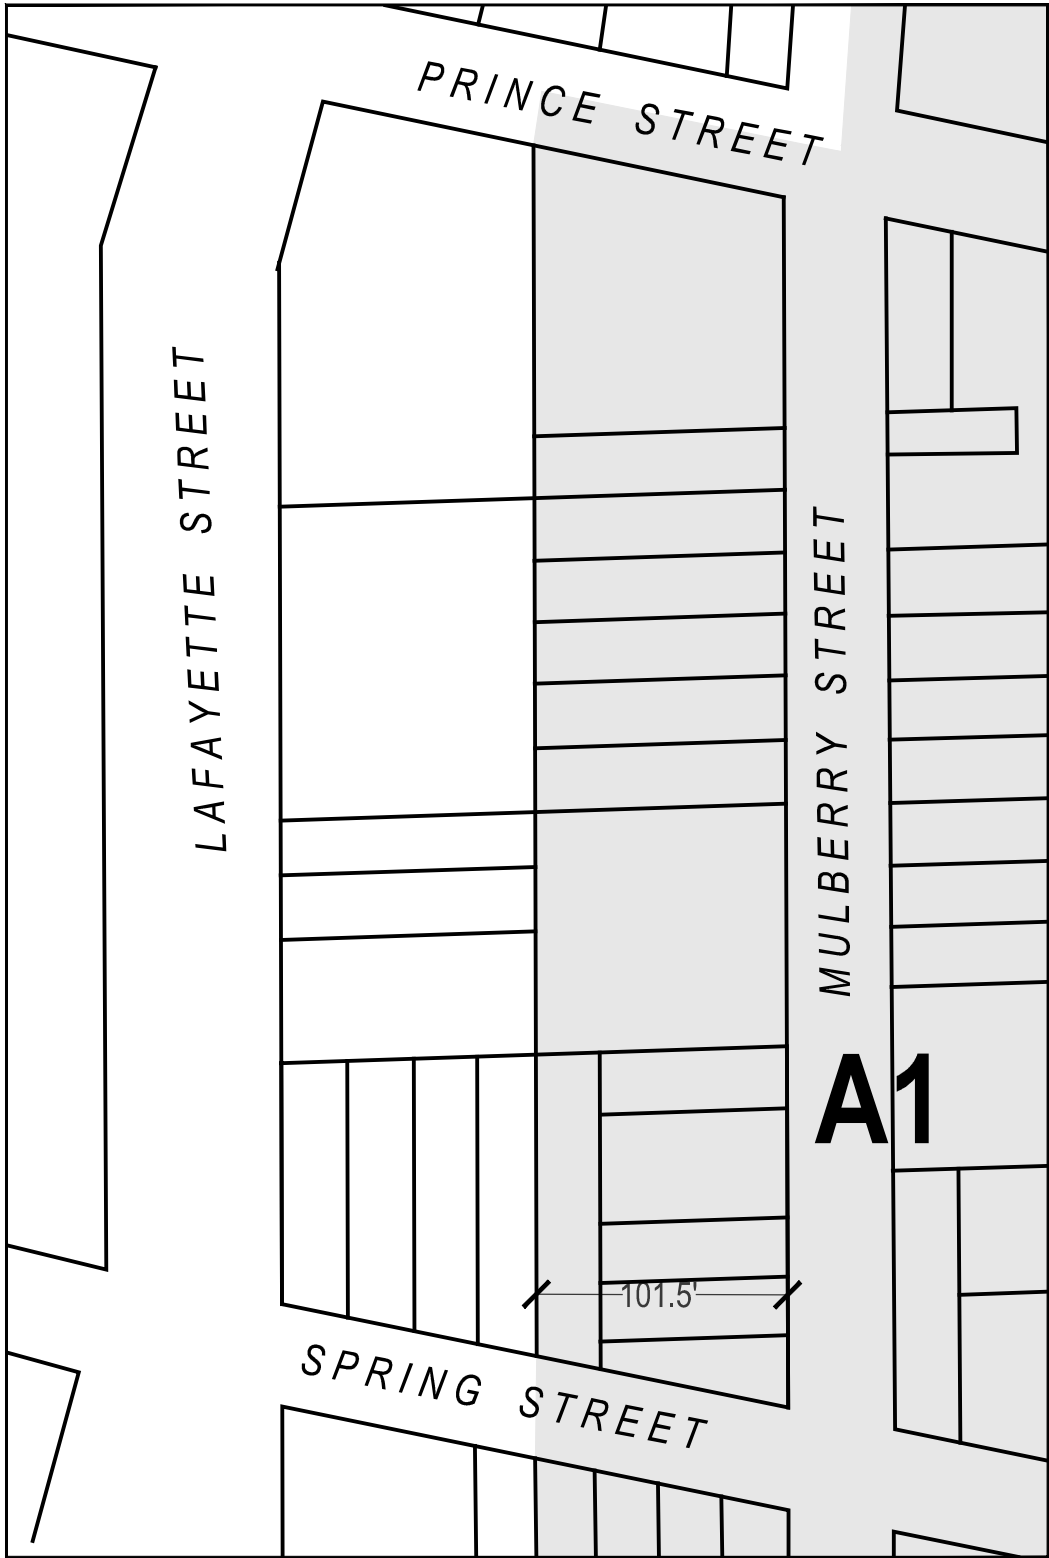 PRINCE STREET
LAFAYETTE STREET
MULBERRY STREET
A1
101.5'
SPRING STREET